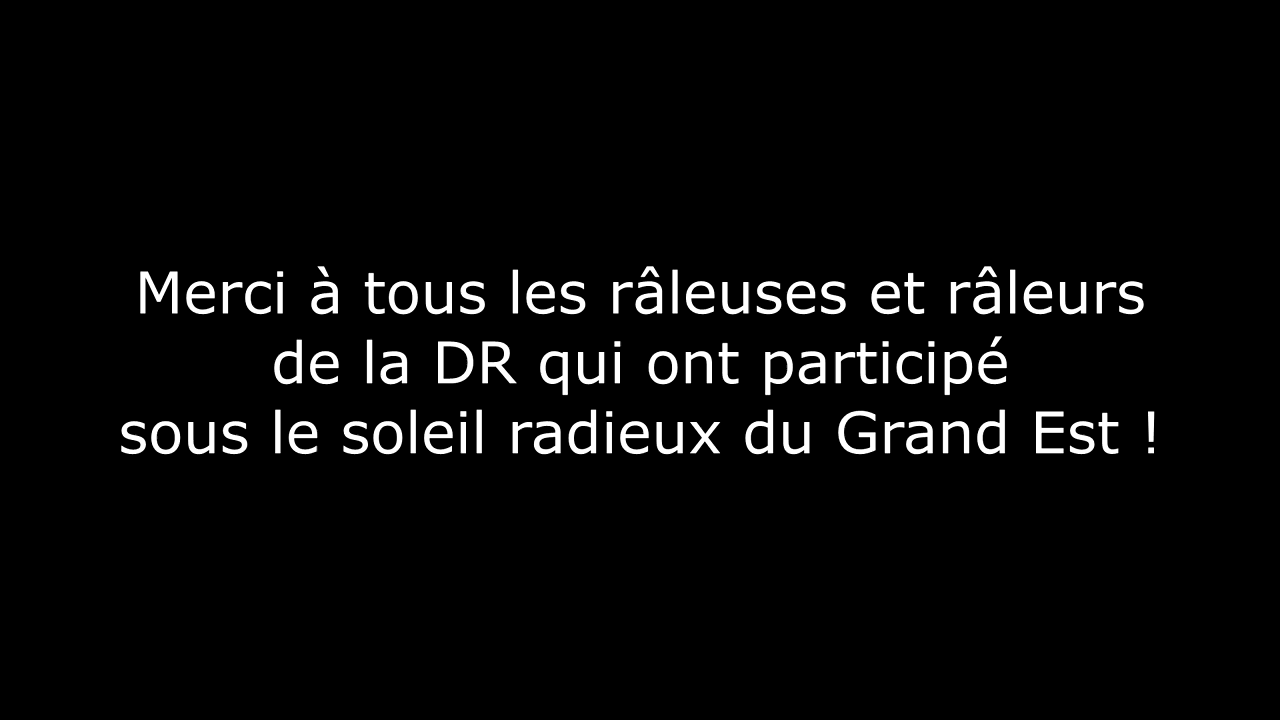 Merci à tous les râleuses et râleurs
de la DR qui ont participé
sous le soleil radieux du Grand Est !